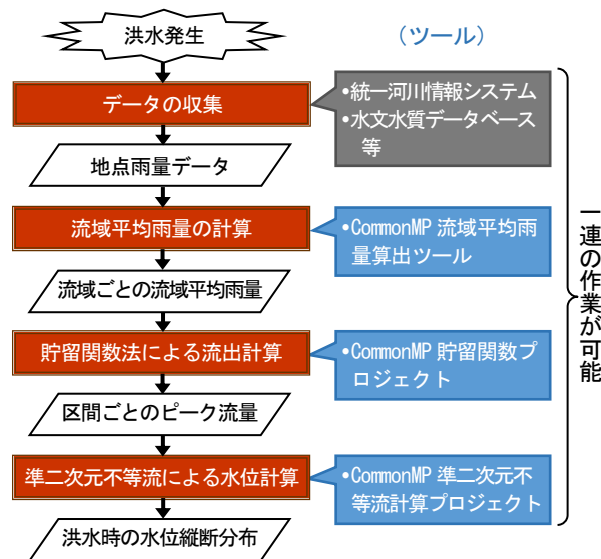 洪水発生
（ツール）
データの収集
•統一河川情報システム
•水文水質データベース
等
地点雨量データ
流域平均雨量の計算
•CommonMP 流域平均雨
量算出ツール
流域ごとの流域平均雨量
貯留関数法による流出計算
•CommonMP 貯留関数プ
ロジェクト
区間ごとのピーク流量
準二次元不等流による水位計算
•CommonMP 準二次元不
等流計算プロジェクト
洪水時の水位縦断分布
一連の作業が可能